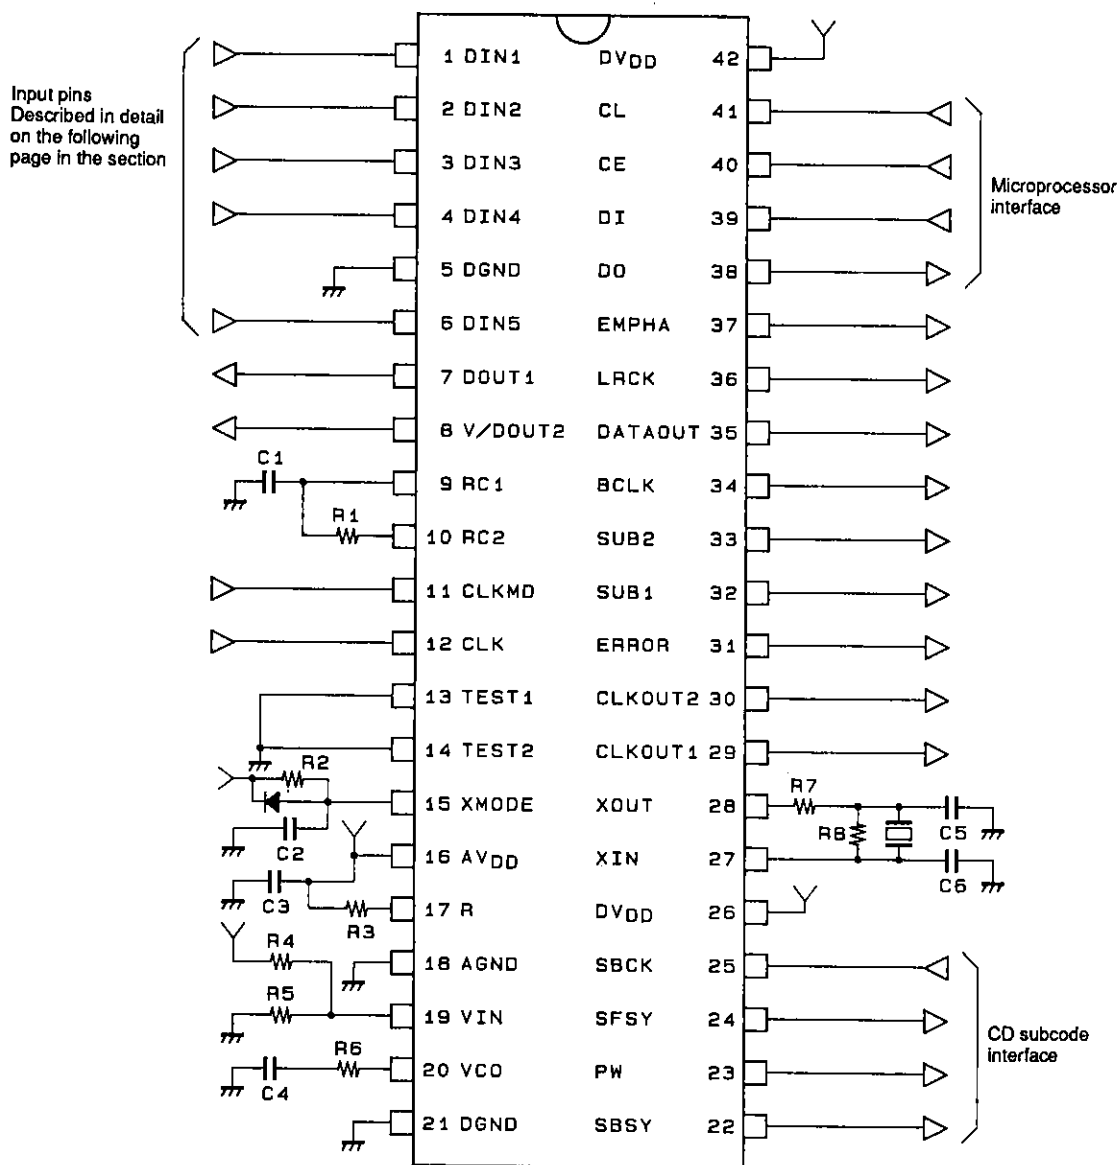 Input pins
Described in detail
on the following
page in the section
1 DIN1
2 DIN2
3 DIN3
4 DIN4
5 DGND
6 DIN5
7 DOUT1
8 V/DOUT2
9 RC1
10 RC2
11 CLKMD
12 CLK
13 TEST1
14 TEST2
15 XMODE
16 AVDD
17 R
18 AGND
19 VIN
20 VCO
21 DGND
C1
R1
R2
C2
C3
R3
R4
R5
R6
C4
DVDD 42
CL 41
CE 40
DI 39
DO 38
EMPHA 37
LRCK 36
DATAOUT 35
BCLK 34
SUB2 33
SUB1 32
ERROR 31
CLKOUT2 30
CLKOUT1 29
XOUT 28
XIN 27
DVDD 26
SBCK 25
SFSY 24
PW 23
SBSY 22
Microprocessor
interface
R7
R8
C5
C6
CD subcode
interface